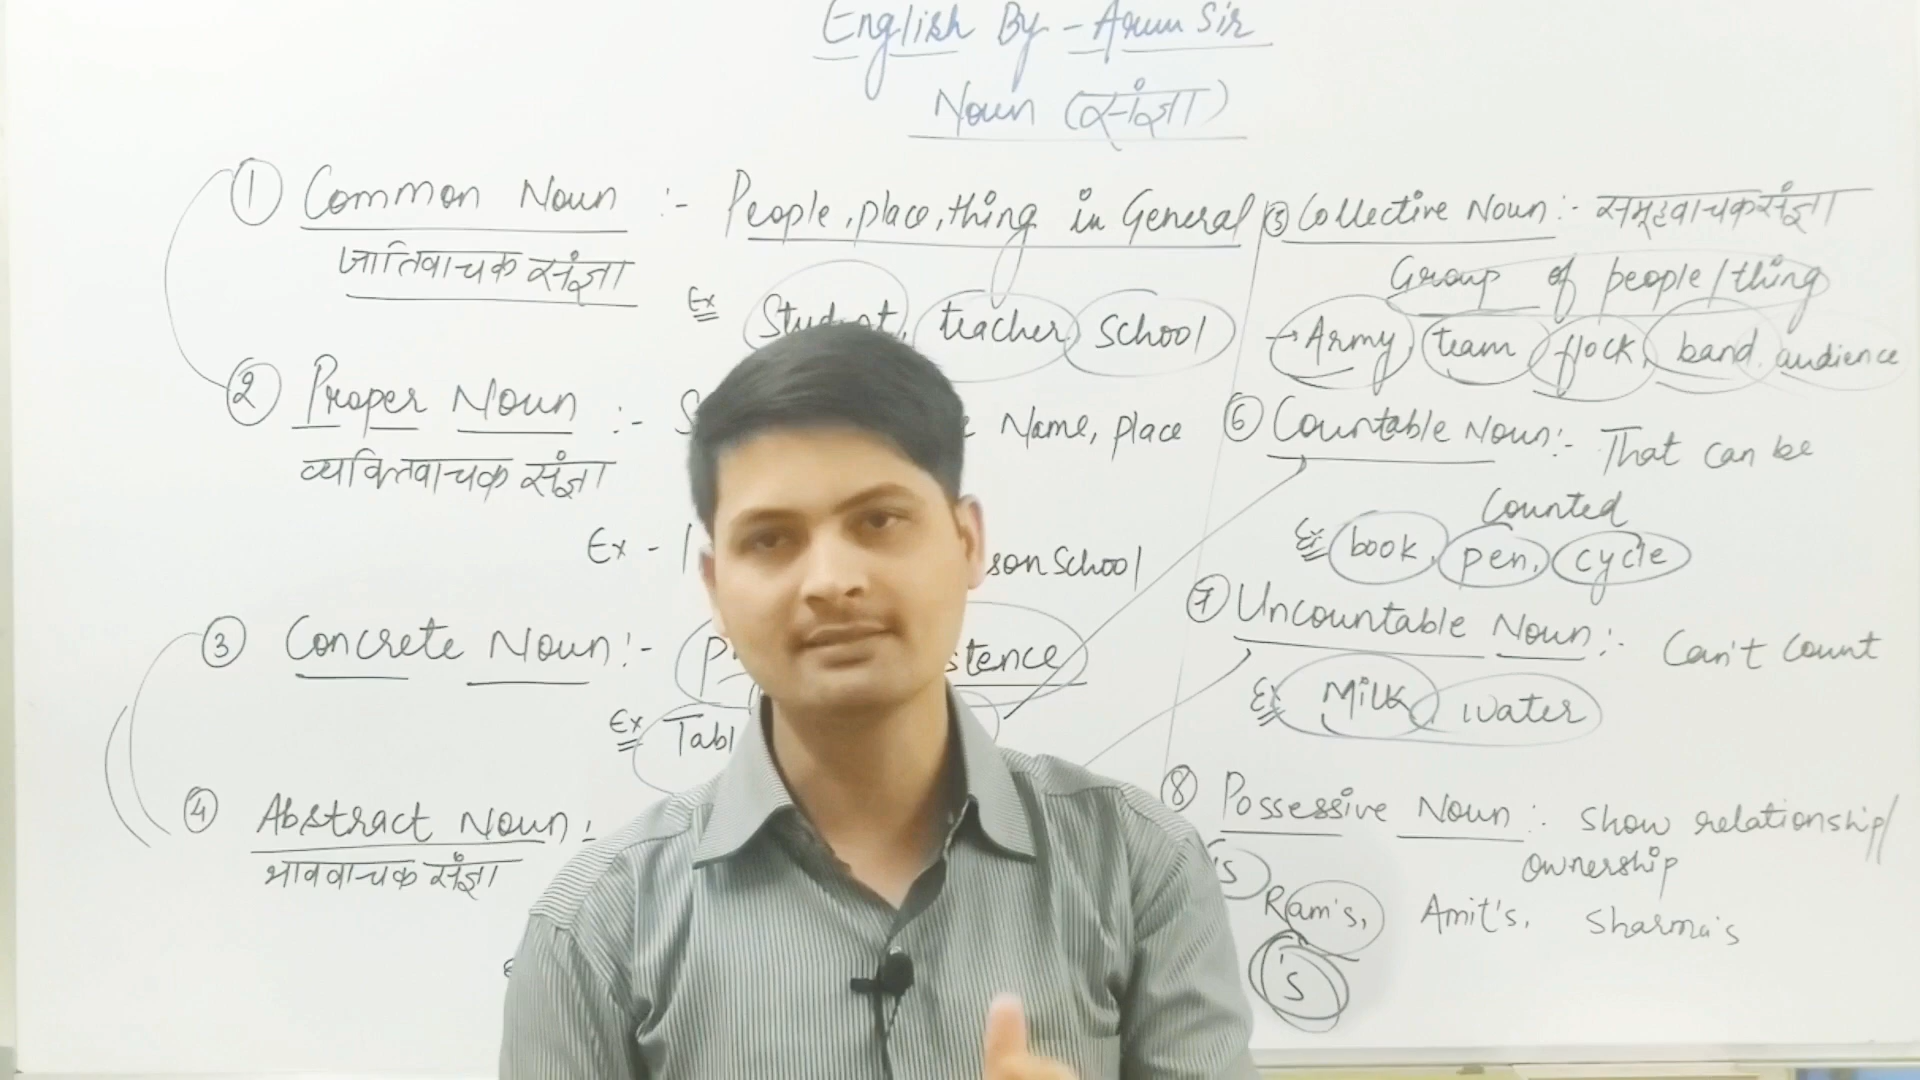 English By - Arun Sir
Noun (संज्ञा)
① Common Noun :- People, place, thing in General
जातिवाचक संज्ञा
Ex Student, teacher, School
② Proper Noun :- Name, place
व्यक्तिवाचक संज्ञा
Ex - School
③ Concrete Noun :-
Ex
④ Abstract Noun :-
भाववाचक संज्ञा
⑤ Collective Noun :- समूहवाचक संज्ञा
Group of people/thing
→ Army, team, flock, band, audience
⑥ Countable Noun :- That can be
Counted
Ex book, pen, cycle
⑦ Uncountable Noun :- Can't Count
Ex Milk, water
⑧ Possessive Noun :- Show relationship/
Ownership
's
Ram's, Amit's, Sharma's
's